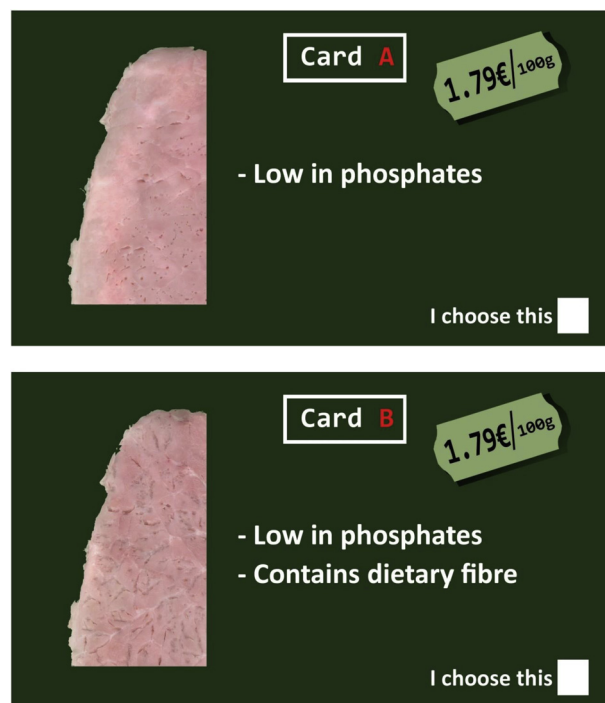 Card A
1.79€/100g
- Low in phosphates
I choose this
Card B
1.79€/100g
- Low in phosphates
- Contains dietary fibre
I choose this